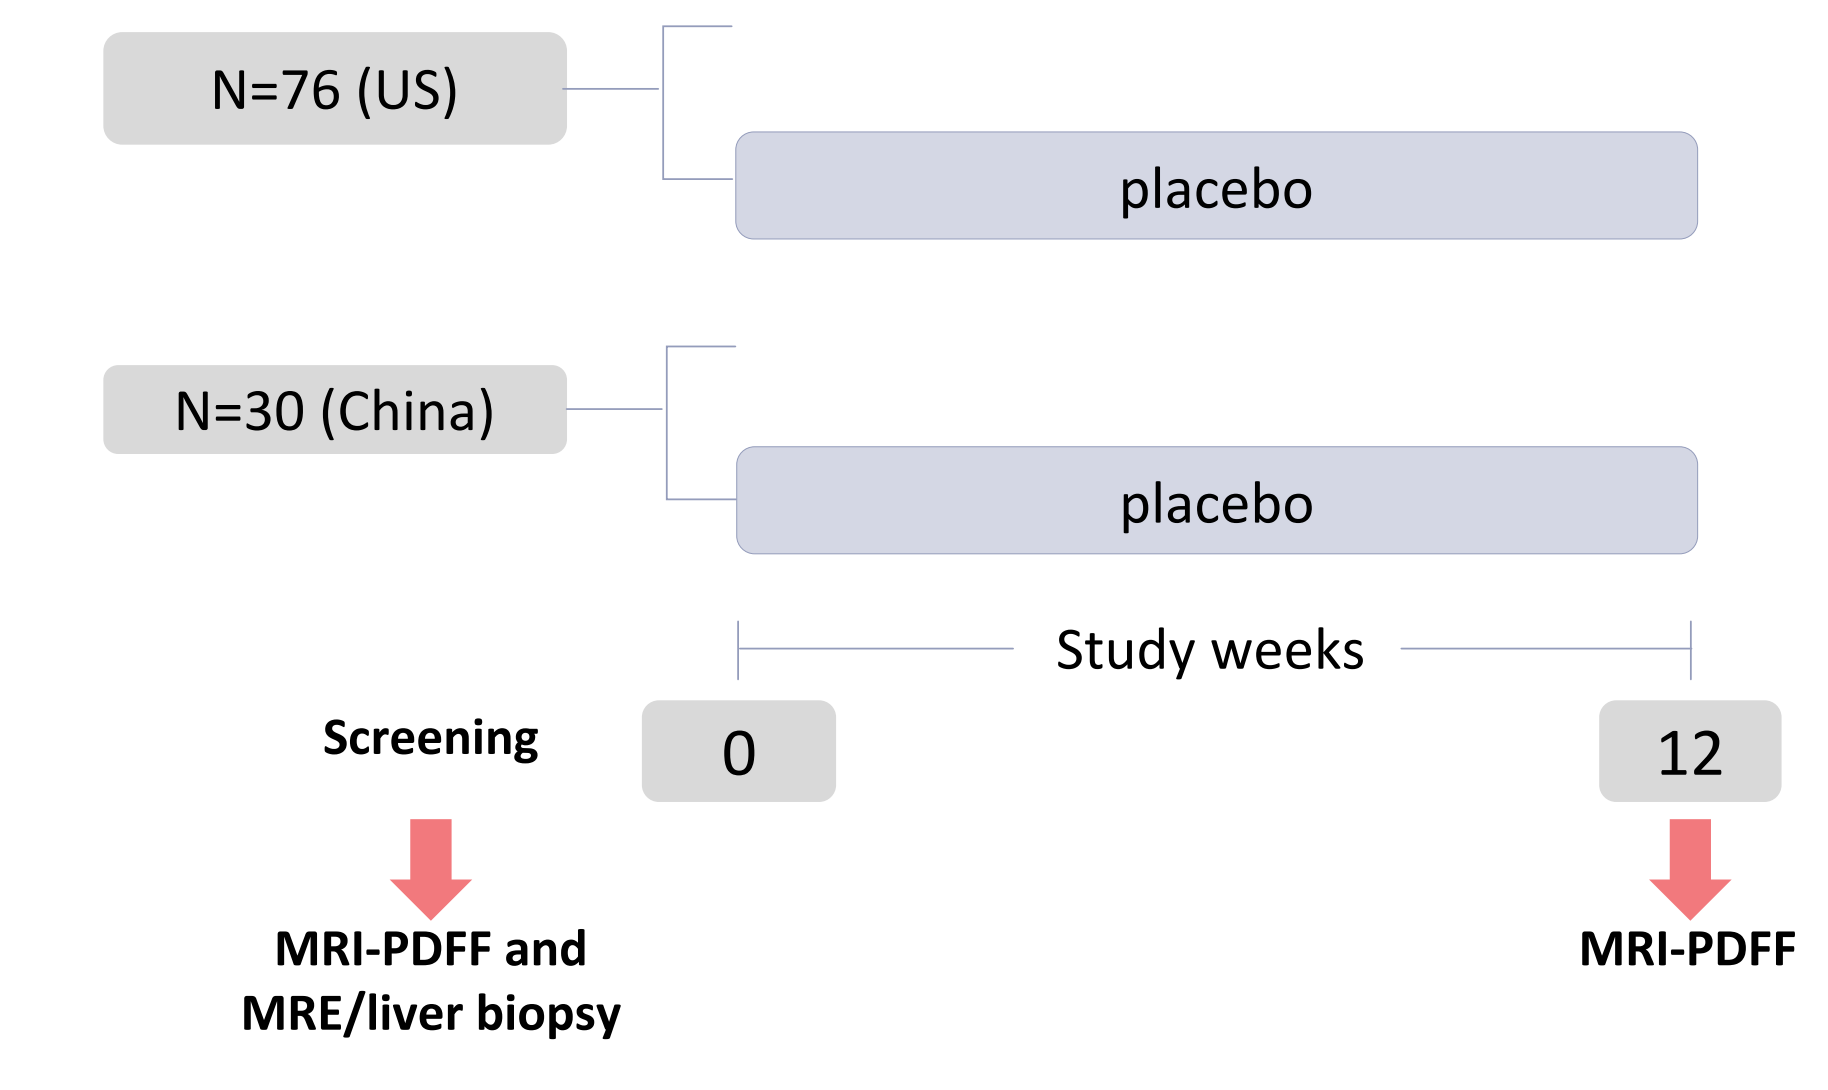 N=76 (US)
placebo
N=30 (China)
placebo
Study weeks
Screening
0
12
MRI-PDFF and
MRE/liver biopsy
MRI-PDFF